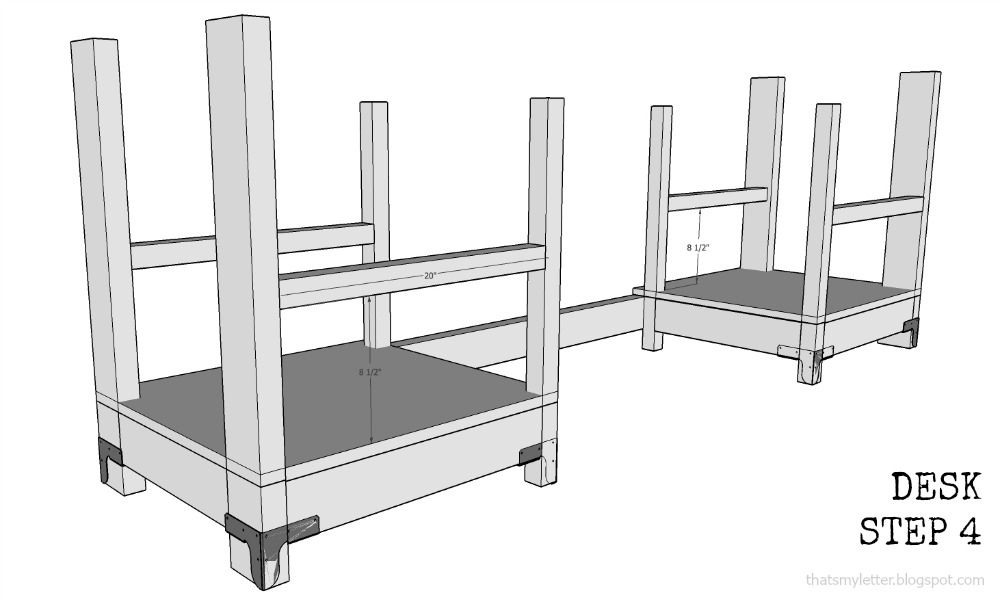 20"
8 1/2"
8 1/2"
DESK
STEP 4
thatsmyletter.blogspot.com